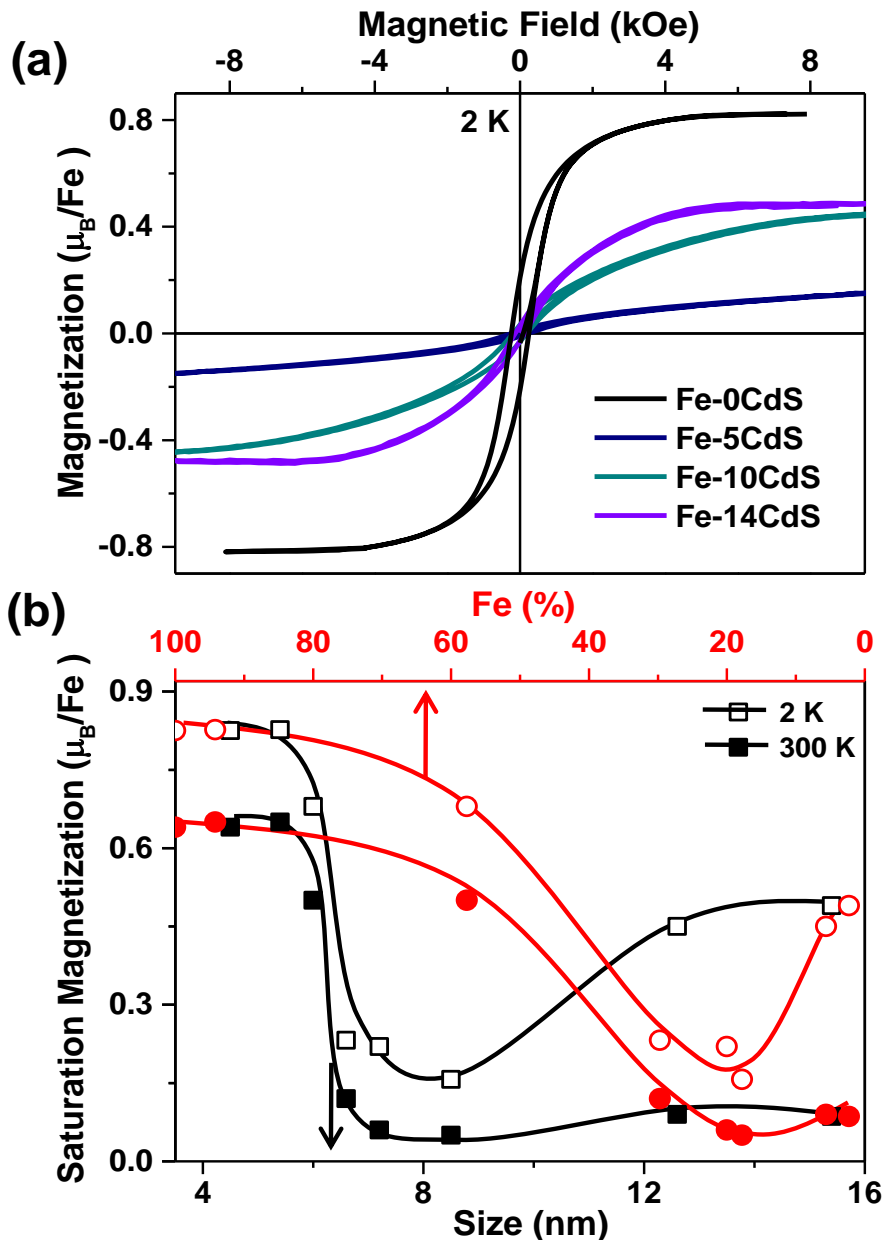 Magnetic Field (kOe)
(a)
-8 -4 0 4 8
2 K
Magnetization (μB/Fe )
0.8
0.4
0.0
-0.4
-0.8
Fe-0CdS
Fe-5CdS
Fe-10CdS
Fe-14CdS
(b)
Fe (%)
100 80 60 40 20 0
Saturation Magnetization (μB/Fe )
0.9
0.6
0.3
0.0
2 K
300 K
4 8 12 16
Size (nm)